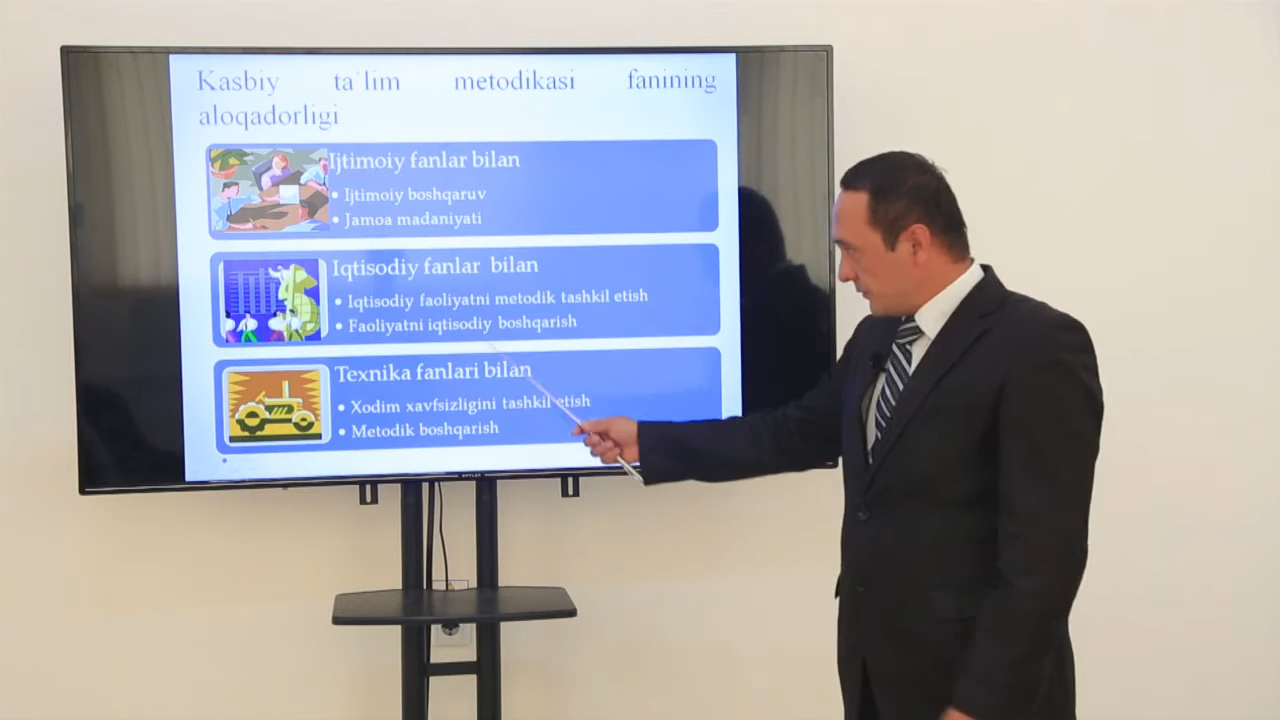 Kasbiy ta`lim metodikasi fanining
aloqadorligi
Ijtimoiy fanlar bilan
• Ijtimoiy boshqaruv
• Jamoa madaniyati
Iqtisodiy fanlar bilan
• Iqtisodiy faoliyatni metodik tashkil etish
• Faoliyatni iqtisodiy boshqarish
Texnika fanlari bilan
• Xodim xavfsizligini tashkil etish
• Metodik boshqarish